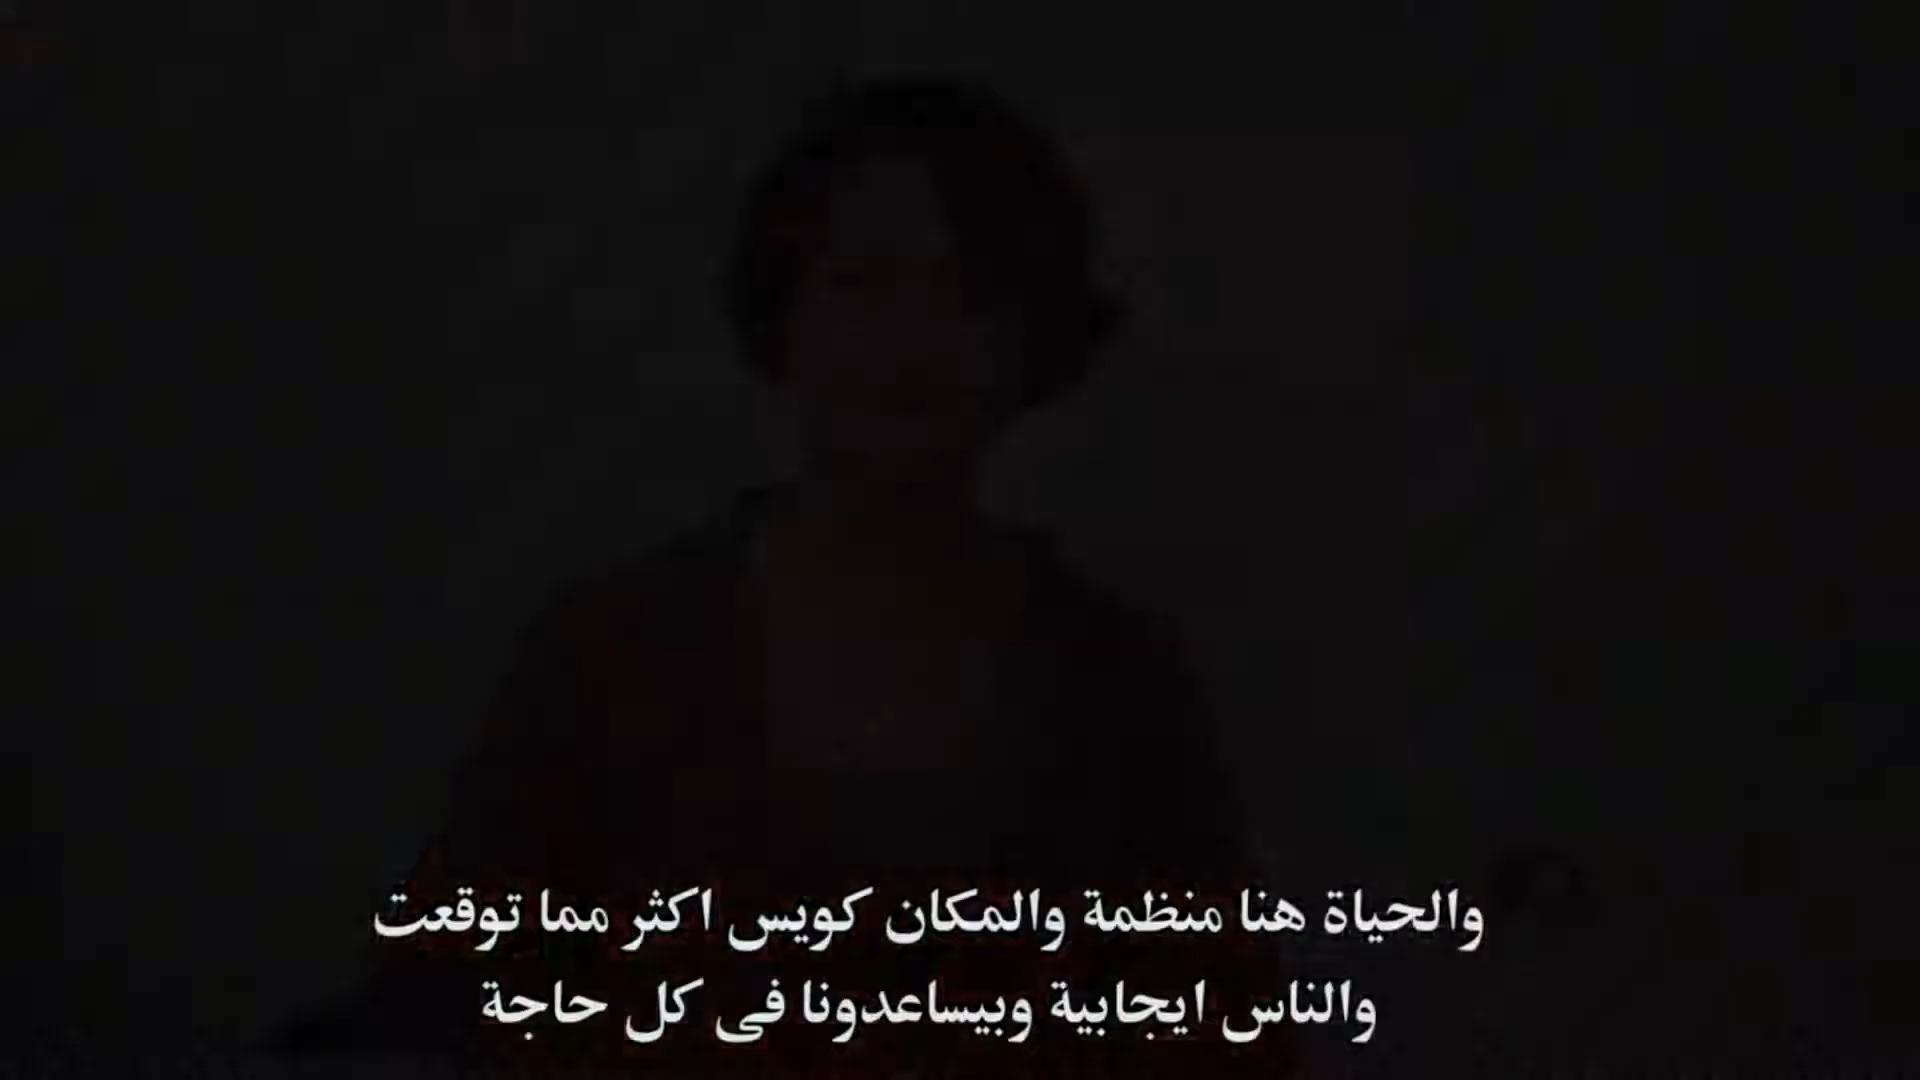 والحياة هنا منظمة والمكان كويس اكثر مما توقعت
والناس ايجابية وبيساعدونا فى كل حاجة